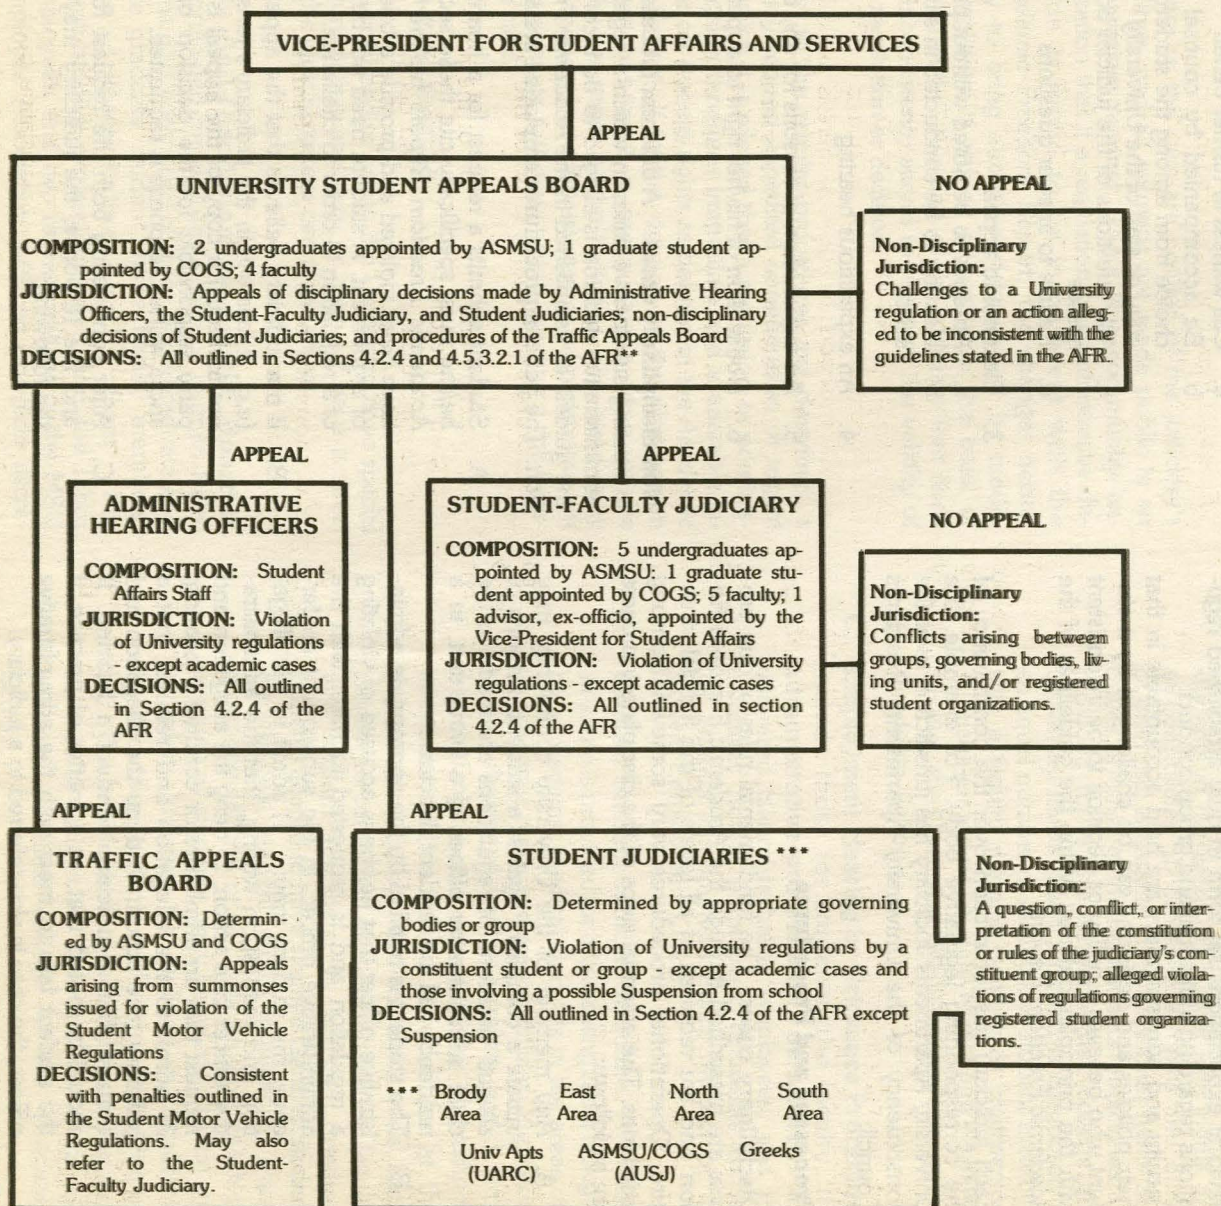 VICE-PRESIDENT FOR STUDENT AFFAIRS AND SERVICES
APPEAL
UNIVERSITY STUDENT APPEALS BOARD
COMPOSITION: 2 undergraduates appointed by ASMSU; 1 graduate student ap-
pointed by COGS; 4 faculty
JURISDICTION: Appeals of disciplinary decisions made by Administrative Hearing
Officers, the Student-Faculty Judiciary, and Student Judiciaries; non-disciplinary
decisions of Student Judiciaries; and procedures of the Traffic Appeals Board
DECISIONS: All outlined in Sections 4.2.4 and 4.5.3.2.1 of the AFR**
NO APPEAL
Non-Disciplinary
Jurisdiction:
Challenges to a University
regulation or an action alleg-
ed to be inconsistent with the
guidelines stated in the AFR.
APPEAL
ADMINISTRATIVE
HEARING OFFICERS
COMPOSITION: Student
Affairs Staff
JURISDICTION: Violation
of University regulations
- except academic cases
DECISIONS: All outlined
in Section 4.2.4 of the
AFR
APPEAL
STUDENT-FACULTY JUDICIARY
COMPOSITION: 5 undergraduates ap-
pointed by ASMSU: 1 graduate stu-
dent appointed by COGS; 5 faculty; 1
advisor, ex-officio, appointed by the
Vice-President for Student Affairs
JURISDICTION: Violation of University
regulations - except academic cases
DECISIONS: All outlined in section
4.2.4 of the AFR
NO APPEAL
Non-Disciplinary
Jurisdiction:
Conflicts arising between
groups, governing bodies, liv-
ing units, and/or registered
student organizations.
APPEAL
TRAFFIC APPEALS
BOARD
COMPOSITION: Determin-
ed by ASMSU and COGS
JURISDICTION: Appeals
arising from summonses
issued for violation of the
Student Motor Vehicle
Regulations
DECISIONS: Consistent
with penalties outlined in
the Student Motor Vehicle
Regulations. May also
refer to the Student-
Faculty Judiciary.
APPEAL
STUDENT JUDICIARIES ***
COMPOSITION: Determined by appropriate governing
bodies or group
JURISDICTION: Violation of University regulations by a
constituent student or group - except academic cases and
those involving a possible Suspension from school
DECISIONS: All outlined in Section 4.2.4 of the AFR except
Suspension
*** Brody East North South
Area Area Area Area
Univ Apts ASMSU/COGS Greeks
(UARC) (AUSJ)
Non-Disciplinary
Jurisdiction:
A question, conflict, or inter-
pretation of the constitution
or rules of the judiciary's con-
stituent group; alleged viola-
tions of regulations governing
registered student organiza-
tions.